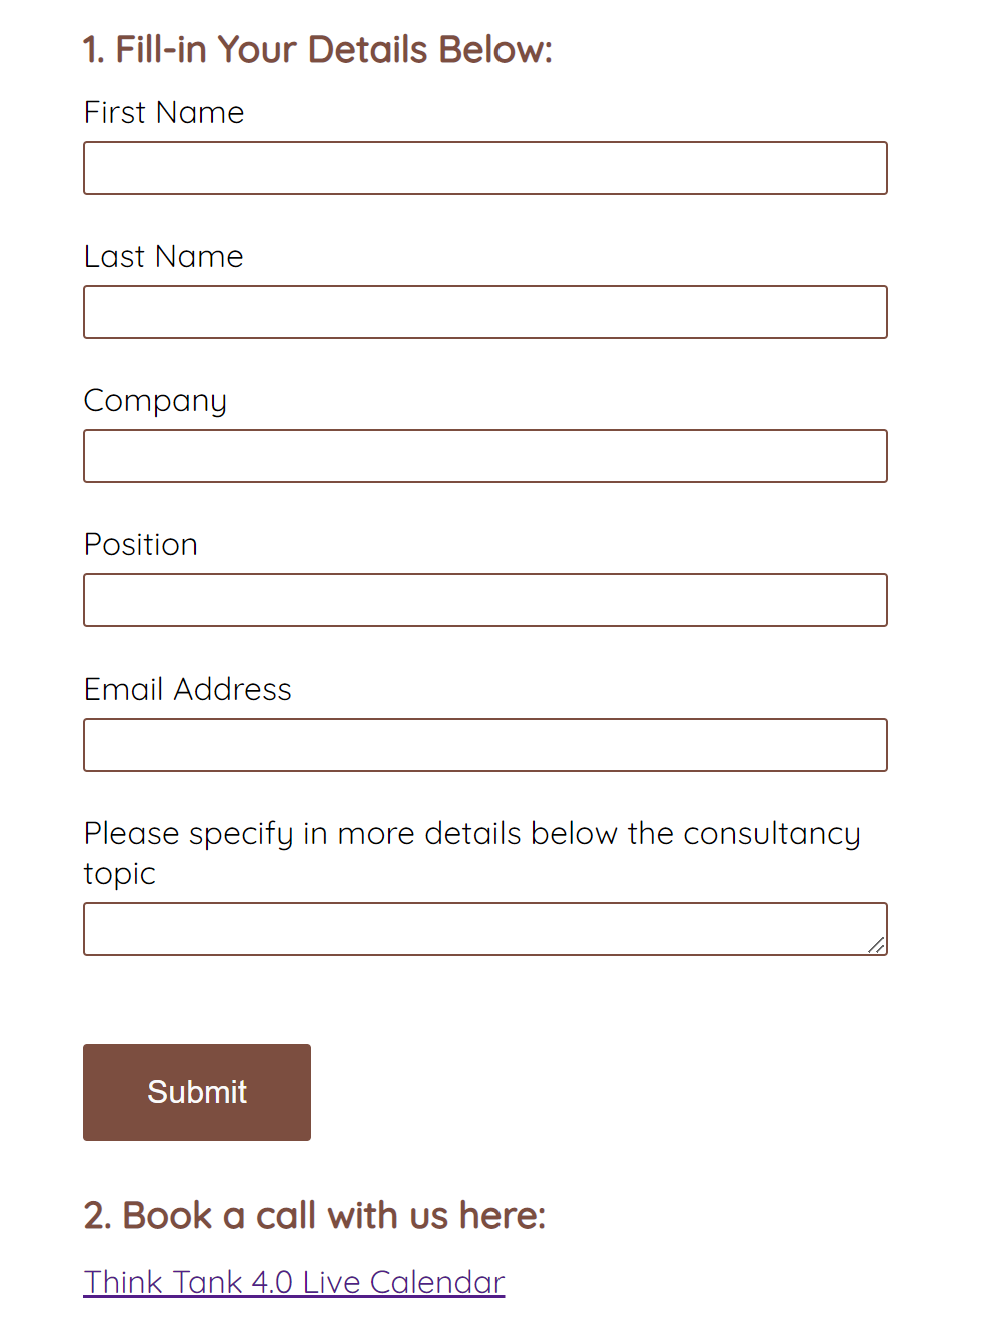 1. Fill-in Your Details Below:
First Name
Last Name
Company
Position
Email Address
Please specify in more details below the consultancy
topic
Submit
2. Book a call with us here:
Think Tank 4.0 Live Calendar